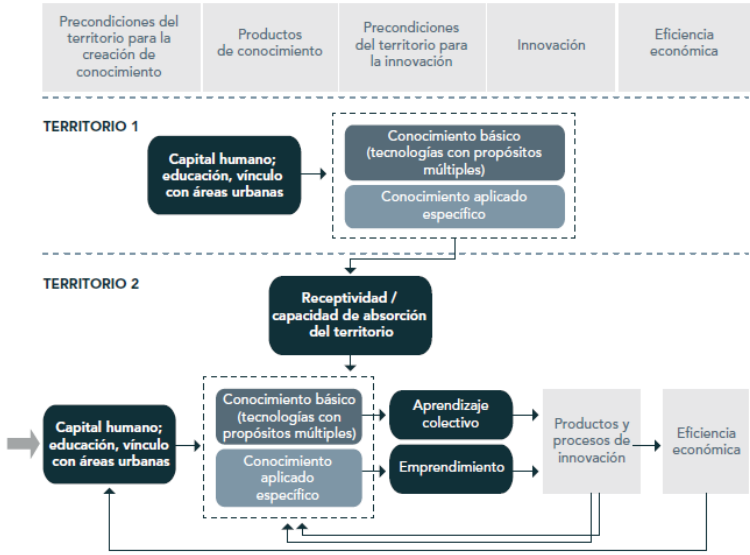 Precondiciones del
territorio para la
creación de
conocimiento
Productos
de conocimiento
Precondiciones
del territorio para
la innovación
Innovación
Eficiencia
económica
TERRITORIO 1
Capital humano;
educación, vínculo
con áreas urbanas
Conocimiento básico
(tecnologías con propósitos
múltiples)
Conocimiento aplicado
específico
TERRITORIO 2
Receptividad /
capacidad de absorción
del territorio
Capital humano;
educación, vínculo
con áreas urbanas
Conocimiento básico
(tecnologías con
propósitos múltiples)
Conocimiento
aplicado
específico
Aprendizaje
colectivo
Emprendimiento
Productos y
procesos de
innovación
Eficiencia
económica